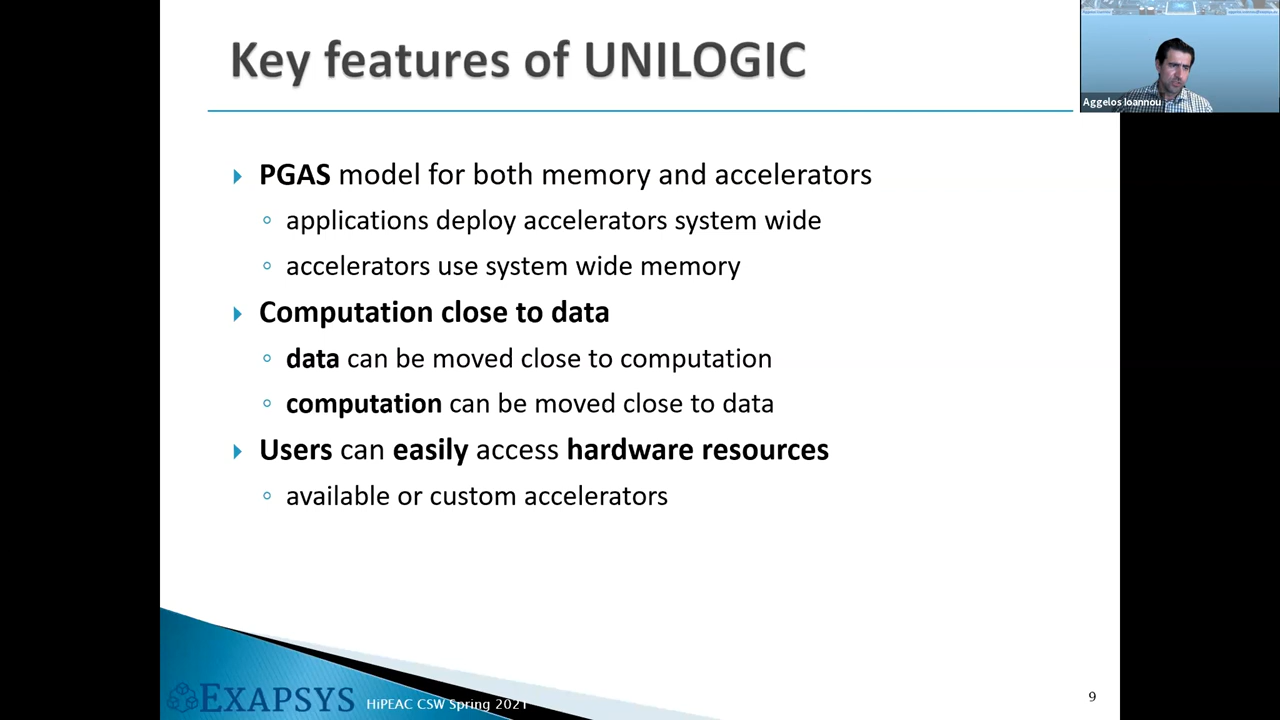 Key features of UNILOGIC
Aggelos Ioannou
PGAS model for both memory and accelerators
applications deploy accelerators system wide
accelerators use system wide memory
Computation close to data
data can be moved close to computation
computation can be moved close to data
Users can easily access hardware resources
available or custom accelerators
EXAPSYS
HiPEAC CSW Spring 2021
9